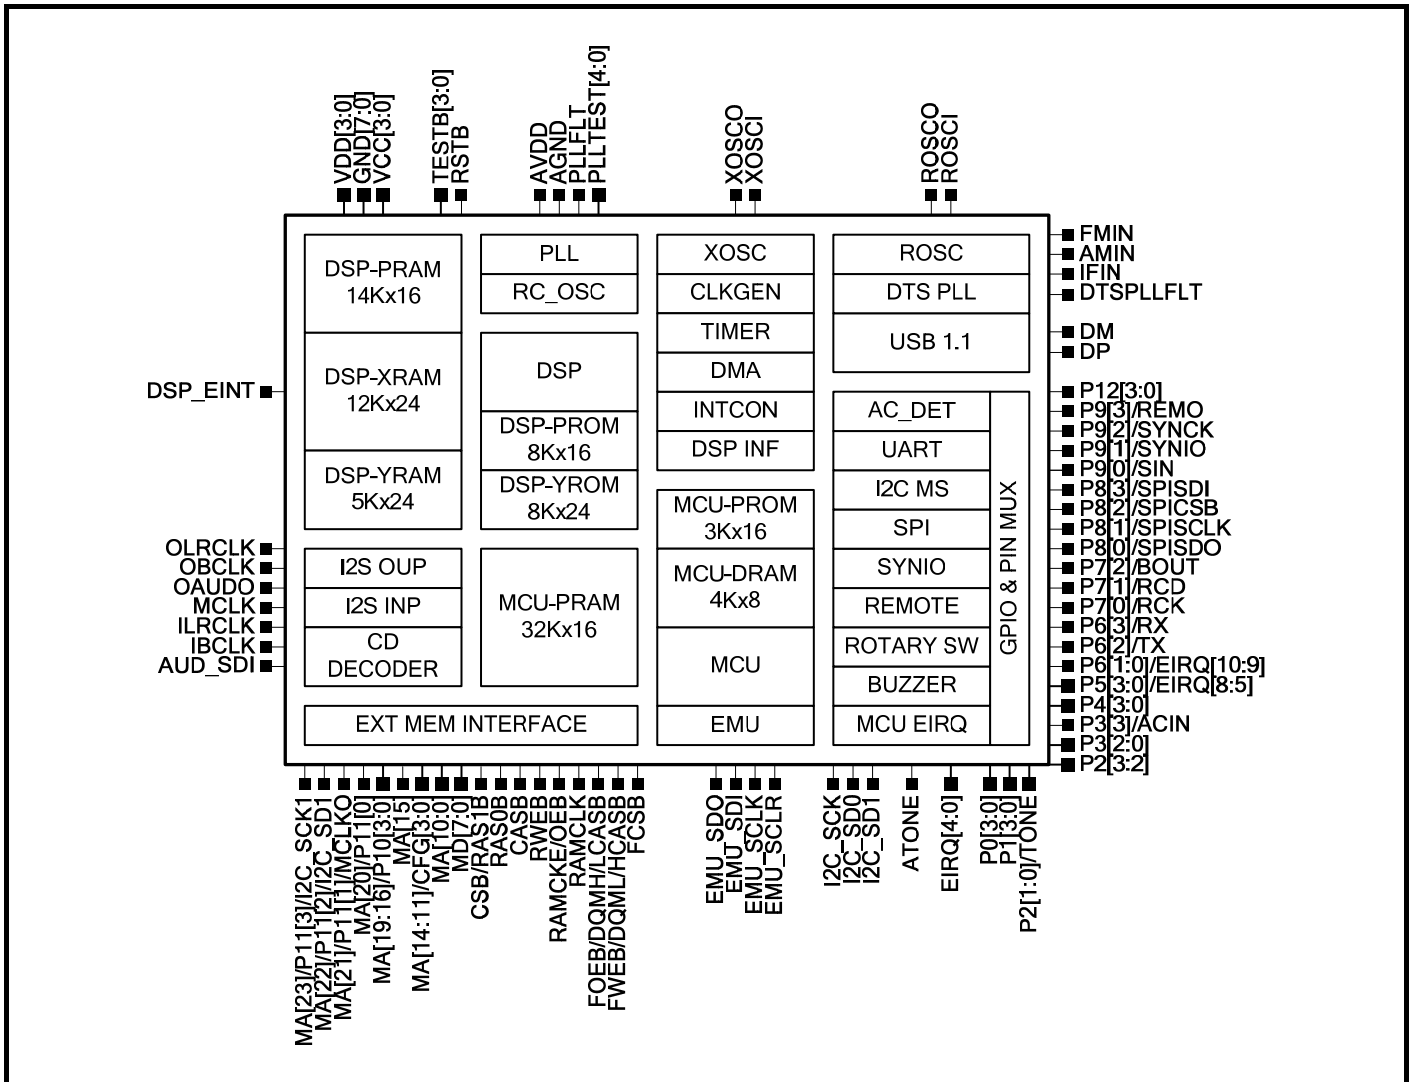 VDD[3:0]
GND[7:0]
VCC[3:0]
TESTB[3:0]
RSTB
AVDD
AGND
PLLFLT
PLLTEST[4:0]
XOSCO
XOSCI
ROSCO
ROSCI
DSP_EINT
OLRCLK
OBCLK
OAUDO
MCLK
ILRCLK
IBCLK
AUD_SDI
DSP-PRAM
14Kx16
DSP-XRAM
12Kx24
DSP-YRAM
5Kx24
I2S OUP
I2S INP
CD
DECODER
EXT MEM INTERFACE
PLL
RC_OSC
DSP
DSP-PROM
8Kx16
DSP-YROM
8Kx24
MCU-PRAM
32Kx16
XOSC
CLKGEN
TIMER
DMA
INTCON
DSP INF
MCU-PROM
3Kx16
MCU-DRAM
4Kx8
MCU
EMU
ROSC
DTS PLL
USB 1.1
AC_DET
UART
I2C MS
SPI
SYNIO
REMOTE
ROTARY SW
BUZZER
MCU EIRQ
GPIO & PIN MUX
FMIN
AMIN
IFIN
DTSPLLFLT
DM
DP
P12[3:0]
P9[3]/REMO
P9[2]/SYNCK
P9[1]/SYNIO
P9[0]/SIN
P8[3]/SPISDI
P8[2]/SPICSB
P8[1]/SPISCLK
P8[0]/SPISDO
P7[2]/BOUT
P7[1]/RCD
P7[0]/RCK
P6[3]/RX
P6[2]/TX
P6[1:0]/EIRQ[10:9]
P5[3:0]/EIRQ[8:5]
P4[3:0]
P3[3]/ACIN
P3[2:0]
P2[3:2]
MA[23]/P11[3]/I2C_SCK1
MA[22]/P11[2]/I2C_SD1
MA[21]/P11[1]/MCLKO
MA[20]/P11[0]
MA[19:16]/P10[3:0]
MA[15]
MA[14:11]/CFG[3:0]
MA[10:0]
MD[7:0]
CSB/RAS1B
RAS0B
CASB
RWEB
RAMCKE/OEB
RAMCLK
FOEB/DQMH/LCASB
FWEB/DQML/HCASB
FCSB
EMU_SDO
EMU_SDI
EMU_SCLK
EMU_SCLR
I2C_SCK
I2C_SD0
I2C_SD1
ATONE
EIRQ[4:0]
P0[3:0]
P1[3:0]
P2[1:0]/TONE